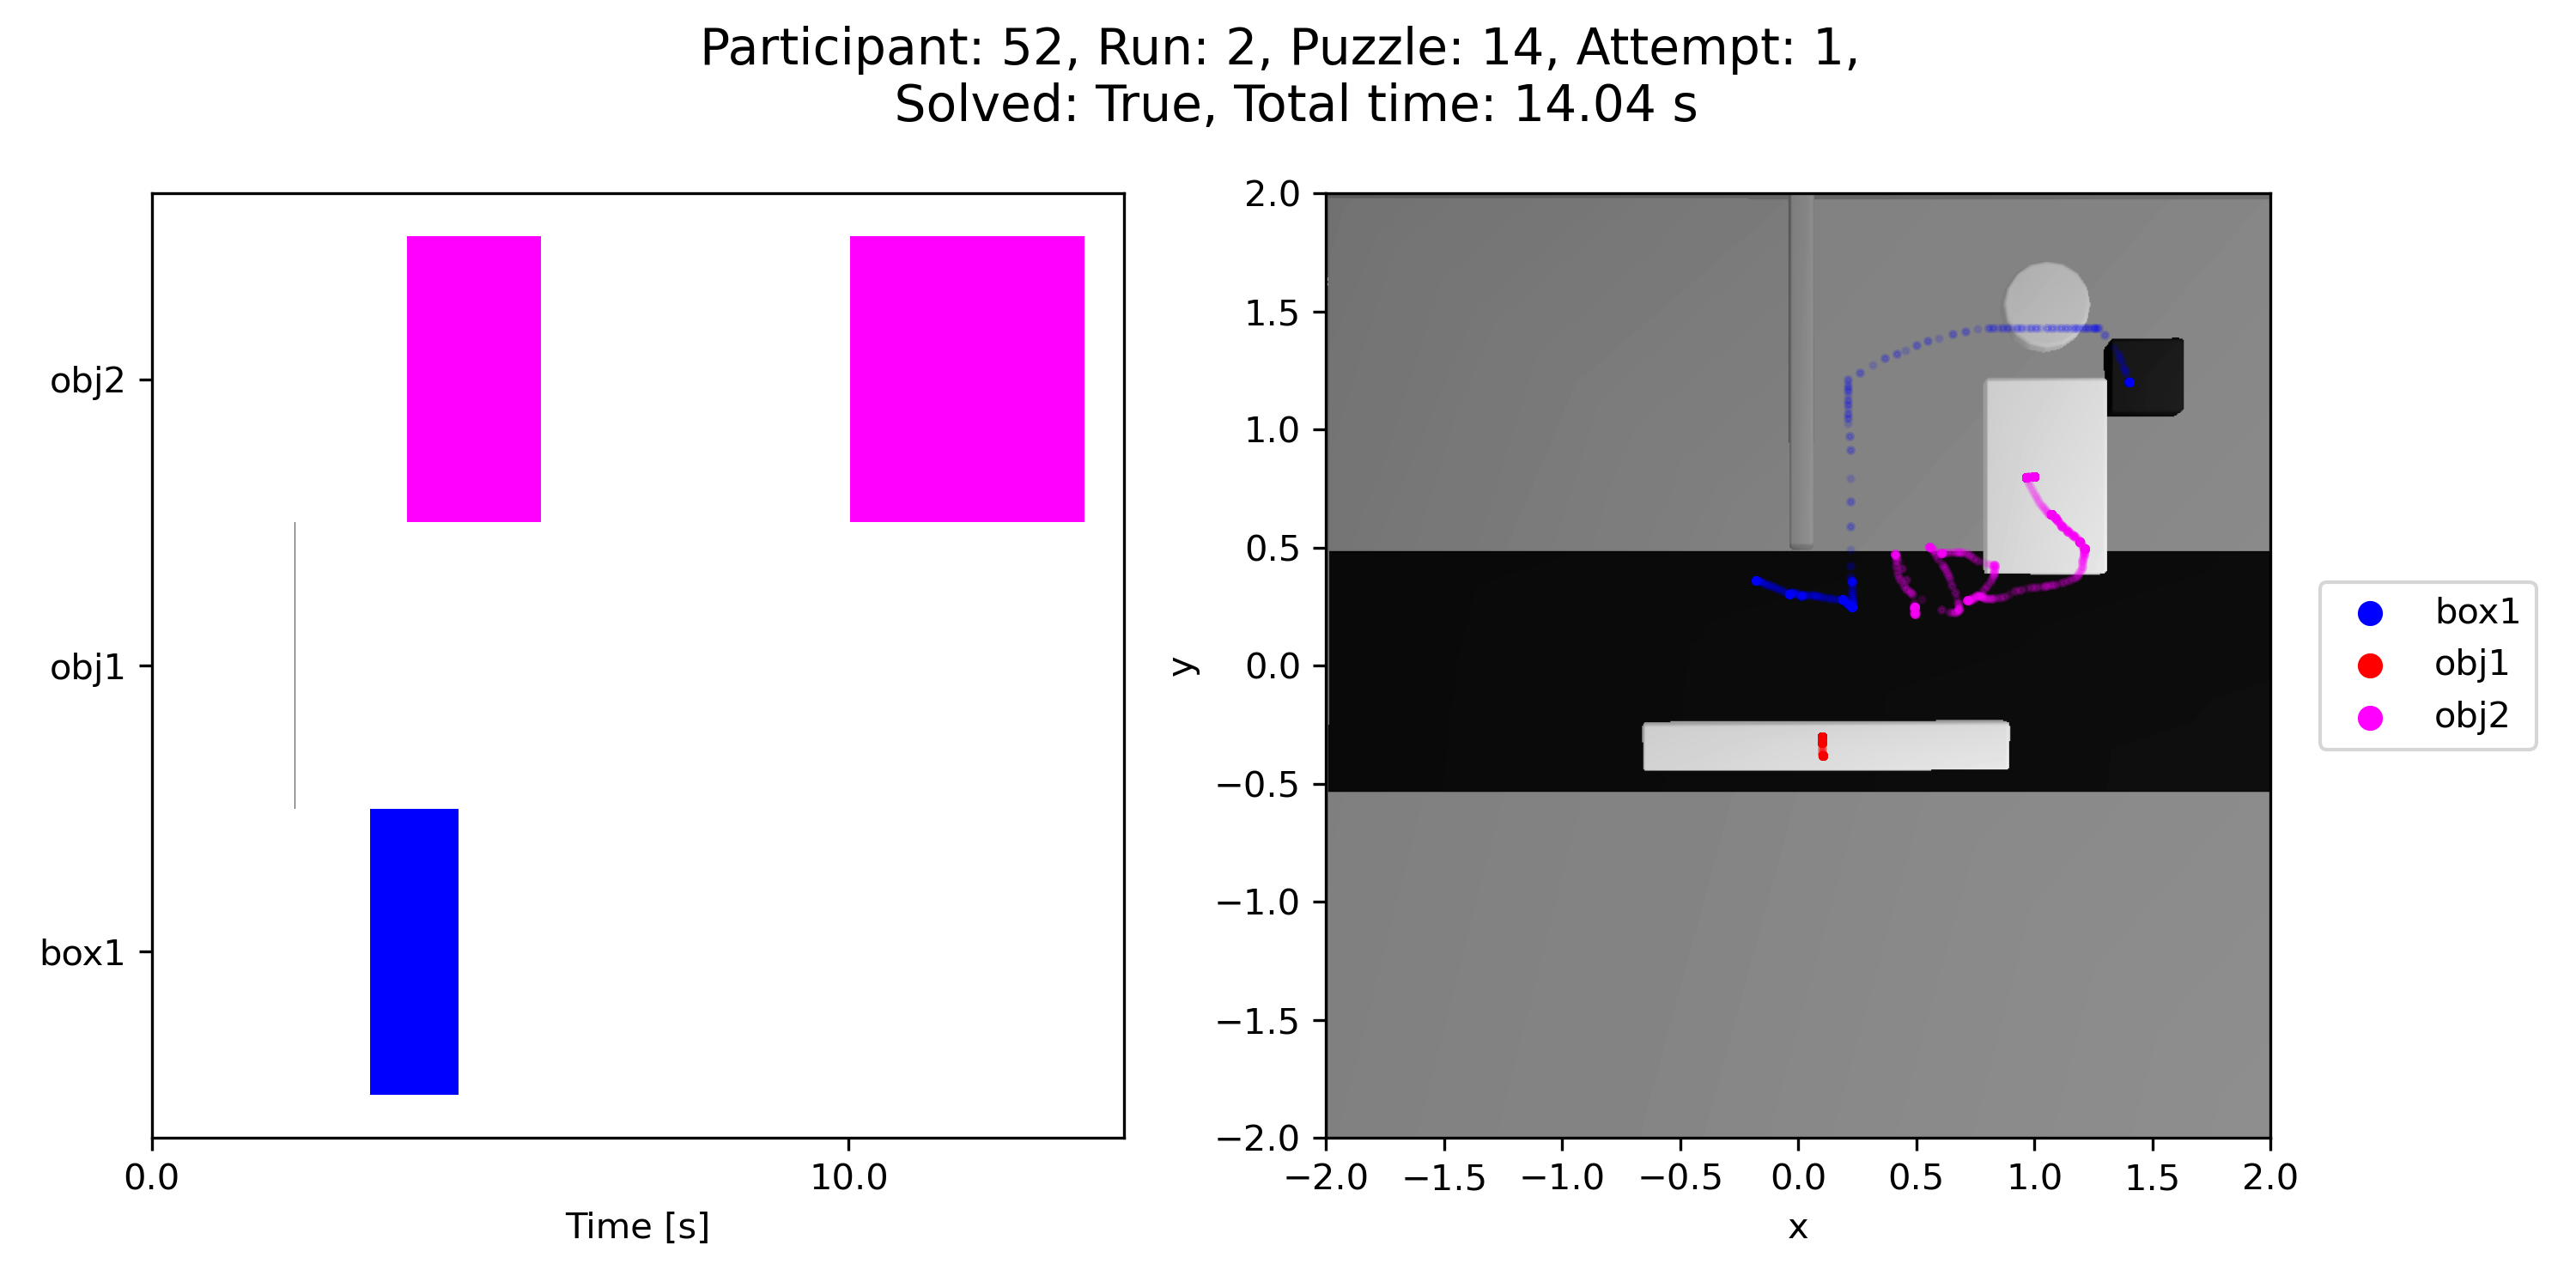 Participant: 52, Run: 2, Puzzle: 14, Attempt: 1,
Solved: True, Total time: 14.04 s
obj2
obj1
box1
0.0
10.0
Time [s]
2.0
1.5
1.0
0.5
0.0
−0.5
−1.0
−1.5
−2.0
y
−2.0
−1.5
−1.0
−0.5
0.0
0.5
1.0
1.5
2.0
x
box1
obj1
obj2